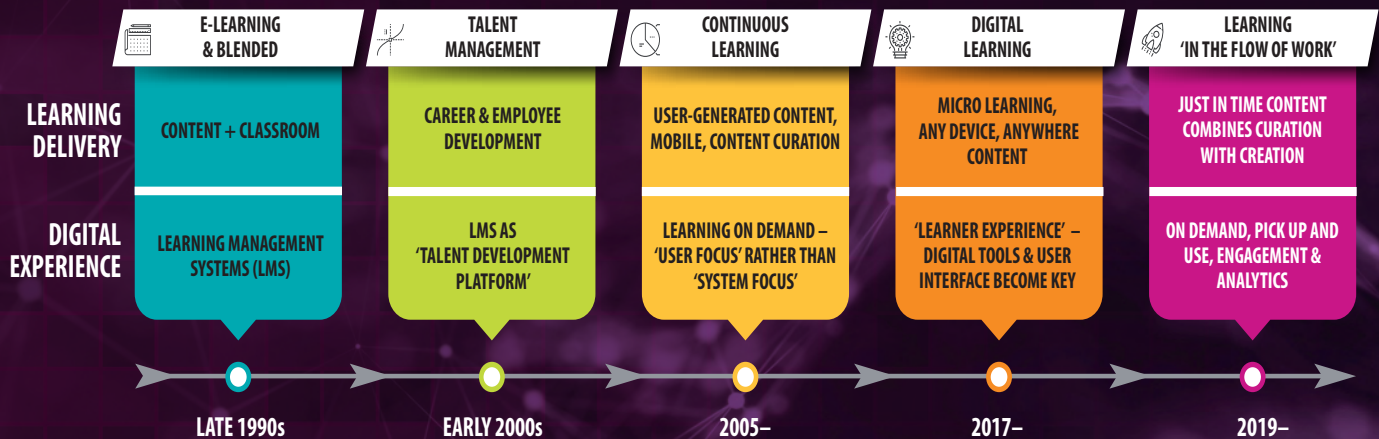 E-LEARNING
& BLENDED
TALENT
MANAGEMENT
CONTINUOUS
LEARNING
DIGITAL
LEARNING
LEARNING
‘IN THE FLOW OF WORK’
LEARNING
DELIVERY
CONTENT + CLASSROOM
CAREER & EMPLOYEE
DEVELOPMENT
USER-GENERATED CONTENT,
MOBILE, CONTENT CURATION
MICRO LEARNING,
ANY DEVICE, ANYWHERE
CONTENT
JUST IN TIME CONTENT
COMBINES CURATION
WITH CREATION
DIGITAL
EXPERIENCE
LEARNING MANAGEMENT
SYSTEMS (LMS)
LMS AS
‘TALENT DEVELOPMENT
PLATFORM’
LEARNING ON DEMAND –
‘USER FOCUS’ RATHER THAN
‘SYSTEM FOCUS’
‘LEARNER EXPERIENCE’ –
DIGITAL TOOLS & USER
INTERFACE BECOME KEY
ON DEMAND, PICK UP AND
USE, ENGAGEMENT &
ANALYTICS
LATE 1990s
EARLY 2000s
2005–
2017–
2019–